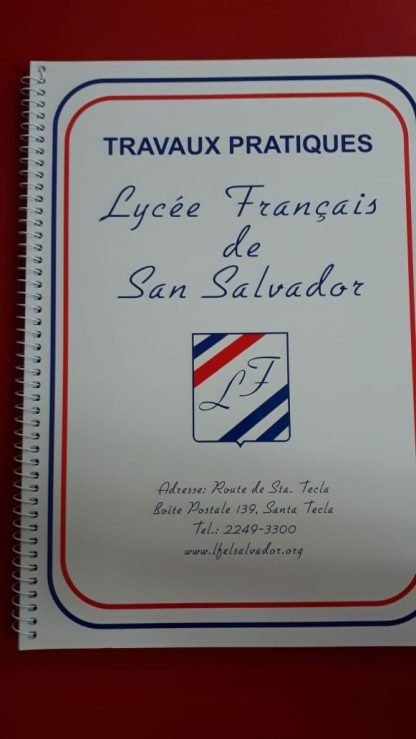 TRAVAUX PRATIQUES
Lycée Français
de
San Salvador
LF
Adresse: Route de Sta. Tecla
Boite Postale 139, Santa Tecla
Tel.: 2249-3300
www.lfelsalvador.org